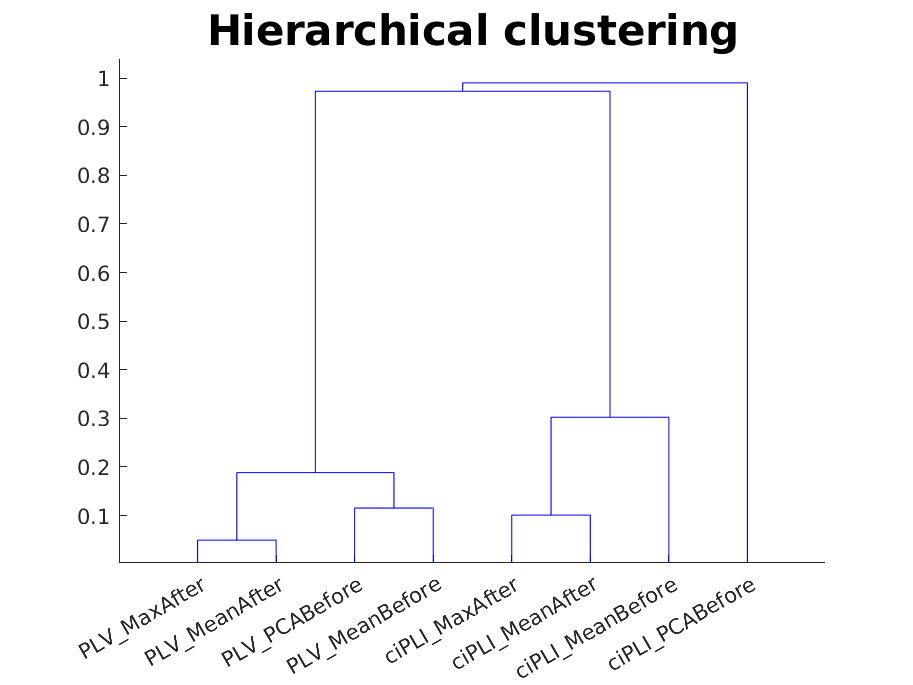 Hierarchical clustering
1
0.9
0.8
0.7
0.6
0.5
0.4
0.3
0.2
0.1
PLV_MaxAfter
PLV_MeanAfter
PLV_PCABefore
PLV_MeanBefore
ciPLI_MaxAfter
ciPLI_MeanAfter
ciPLI_MeanBefore
ciPLI_PCABefore